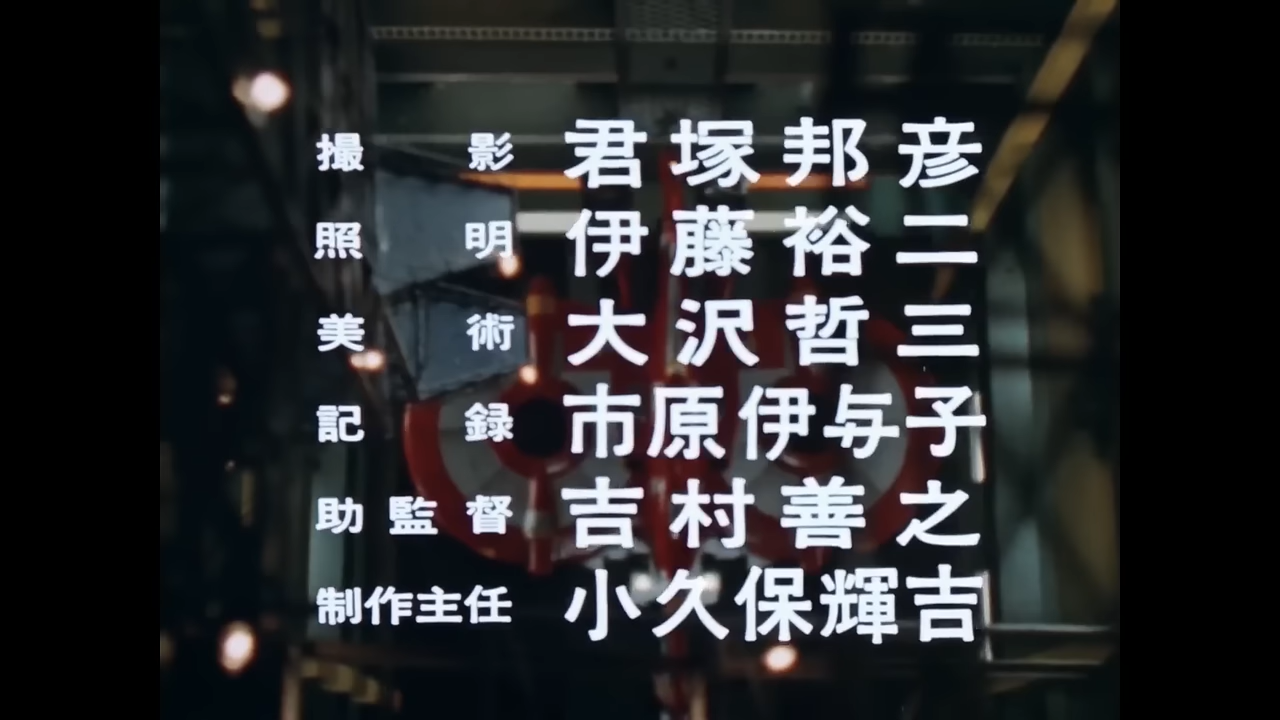 撮影 君塚邦彦
照明 伊藤裕二
美術 大沢哲三
記録 市原伊与子
助監督 吉村善之
制作主任 小久保輝吉